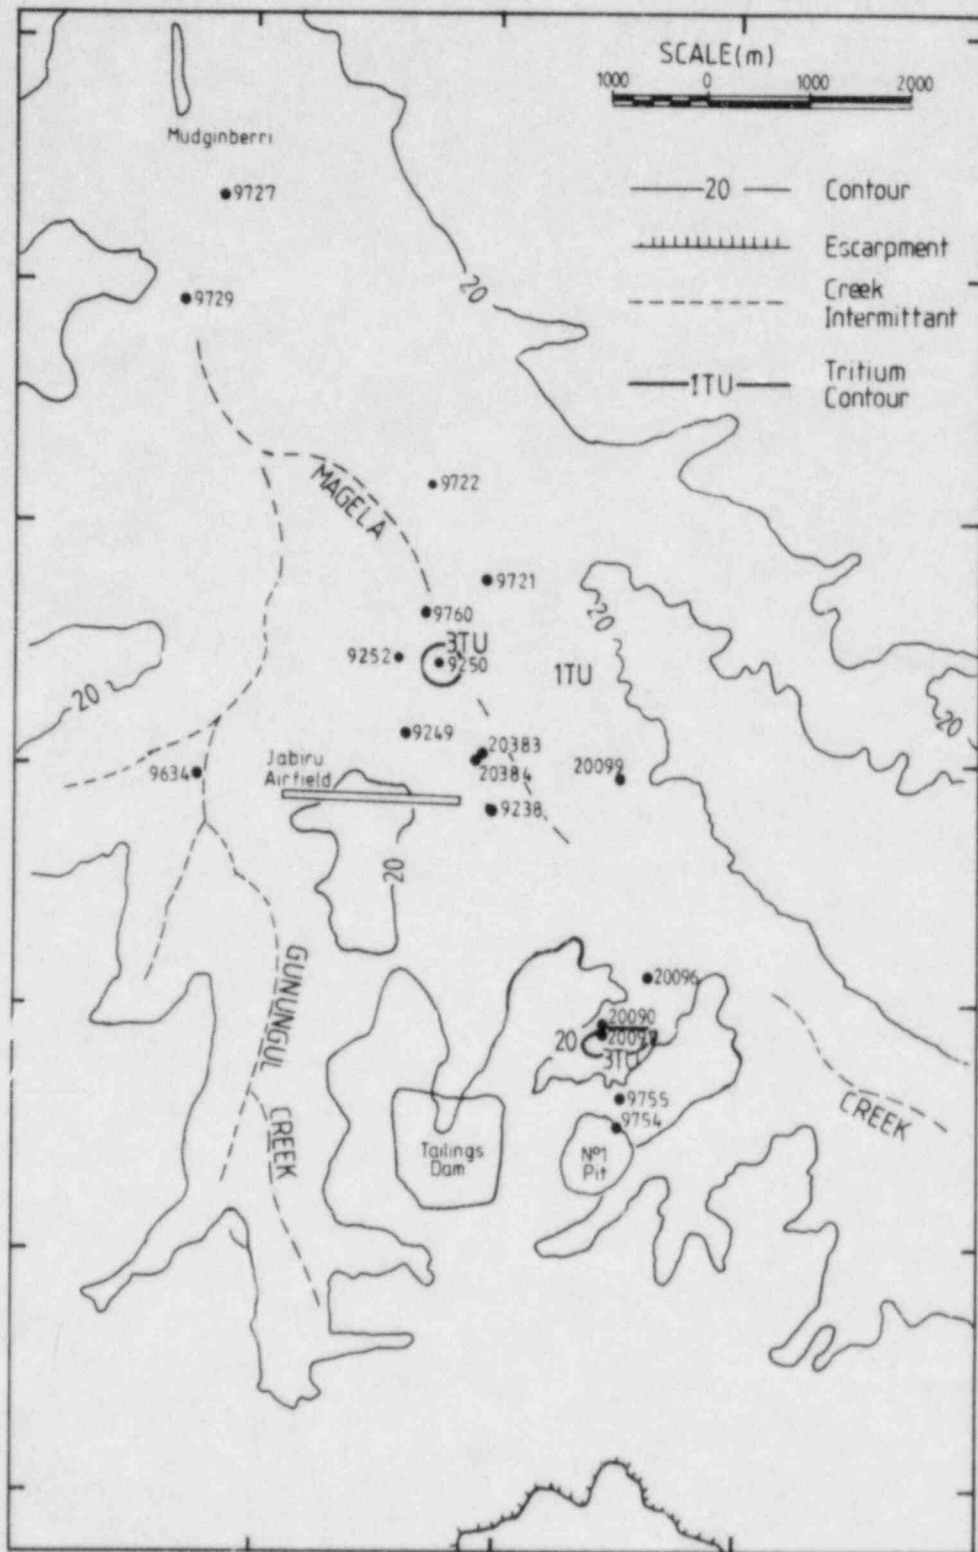 SCALE(m)
1000 0 1000 2000
Mudginberri
9727
20 Contour
Escarpment
9729
20
Creek
Intermittant
1TU Tritium
Contour
9722
MAGELA
9721
9760
20
3TU
9252
9250
1TU
20
20
9249
20383
Jabiru
Airfield
20384
20099
9634
9238
20
GUNUNGUL
20096
20090
20
3TU
9755
CREEK
9754
CREEK
Tailings
Dam
Nº1
Pit